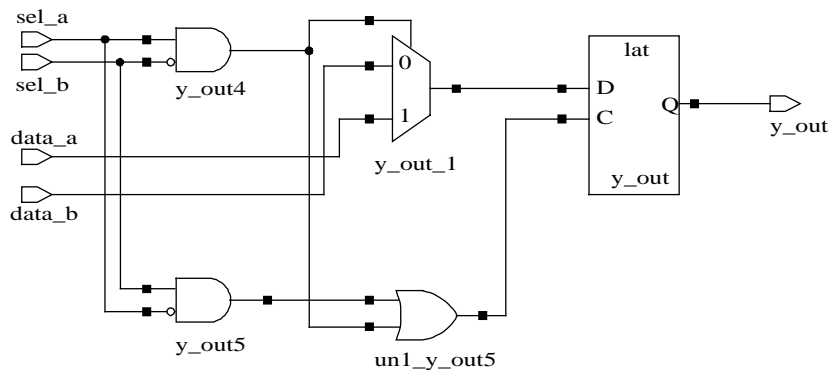 sel_a
sel_b
y_out4
0
1
data_a
data_b
y_out_1
lat
D
Q
C
y_out
y_out
y_out5
un1_y_out5